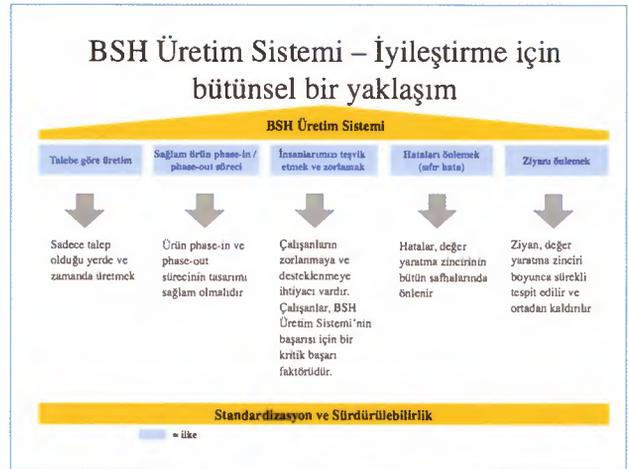 BSH Üretim Sistemi – İyileştirme için
bütünsel bir yaklaşım
BSH Üretim Sistemi
Talebe göre üretim
Sağlam ürün phase-in /
phase-out süreci
İnsanlarımızı teşvik
etmek ve zorlamak
Hataları önlemek
(sıfır hata)
Ziyanı önlemek
Sadece talep
olduğu yerde ve
zamanda üretmek
Ürün phase-in ve
phase-out
sürecinin tasarımı
sağlam olmalıdır
Çalışanların
zorlanmaya ve
desteklenmeye
ihtiyacı vardır.
Çalışanlar, BSH
Üretim Sistemi'nin
başarısı için bir
kritik başarı
faktörüdür.
Hatalar, değer
yaratma zincirinin
bütün safhalarında
önlenir
Ziyan, değer
yaratma zinciri
boyunca sürekli
tespit edilir ve
ortadan kaldırılır
Standardizasyon ve Sürdürülebilirlik
= ilke